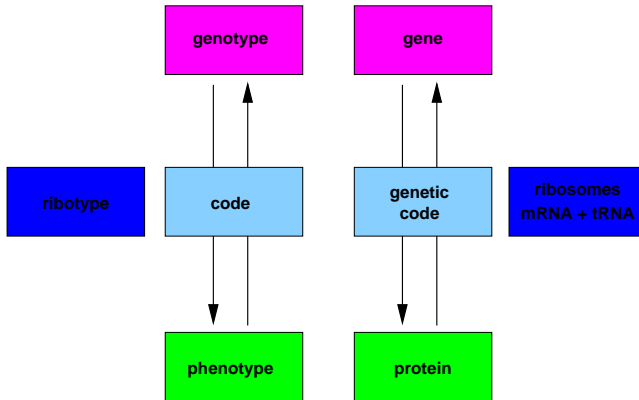 genotype
gene
ribotype
code
genetic
code
ribosomes
mRNA + tRNA
phenotype
protein